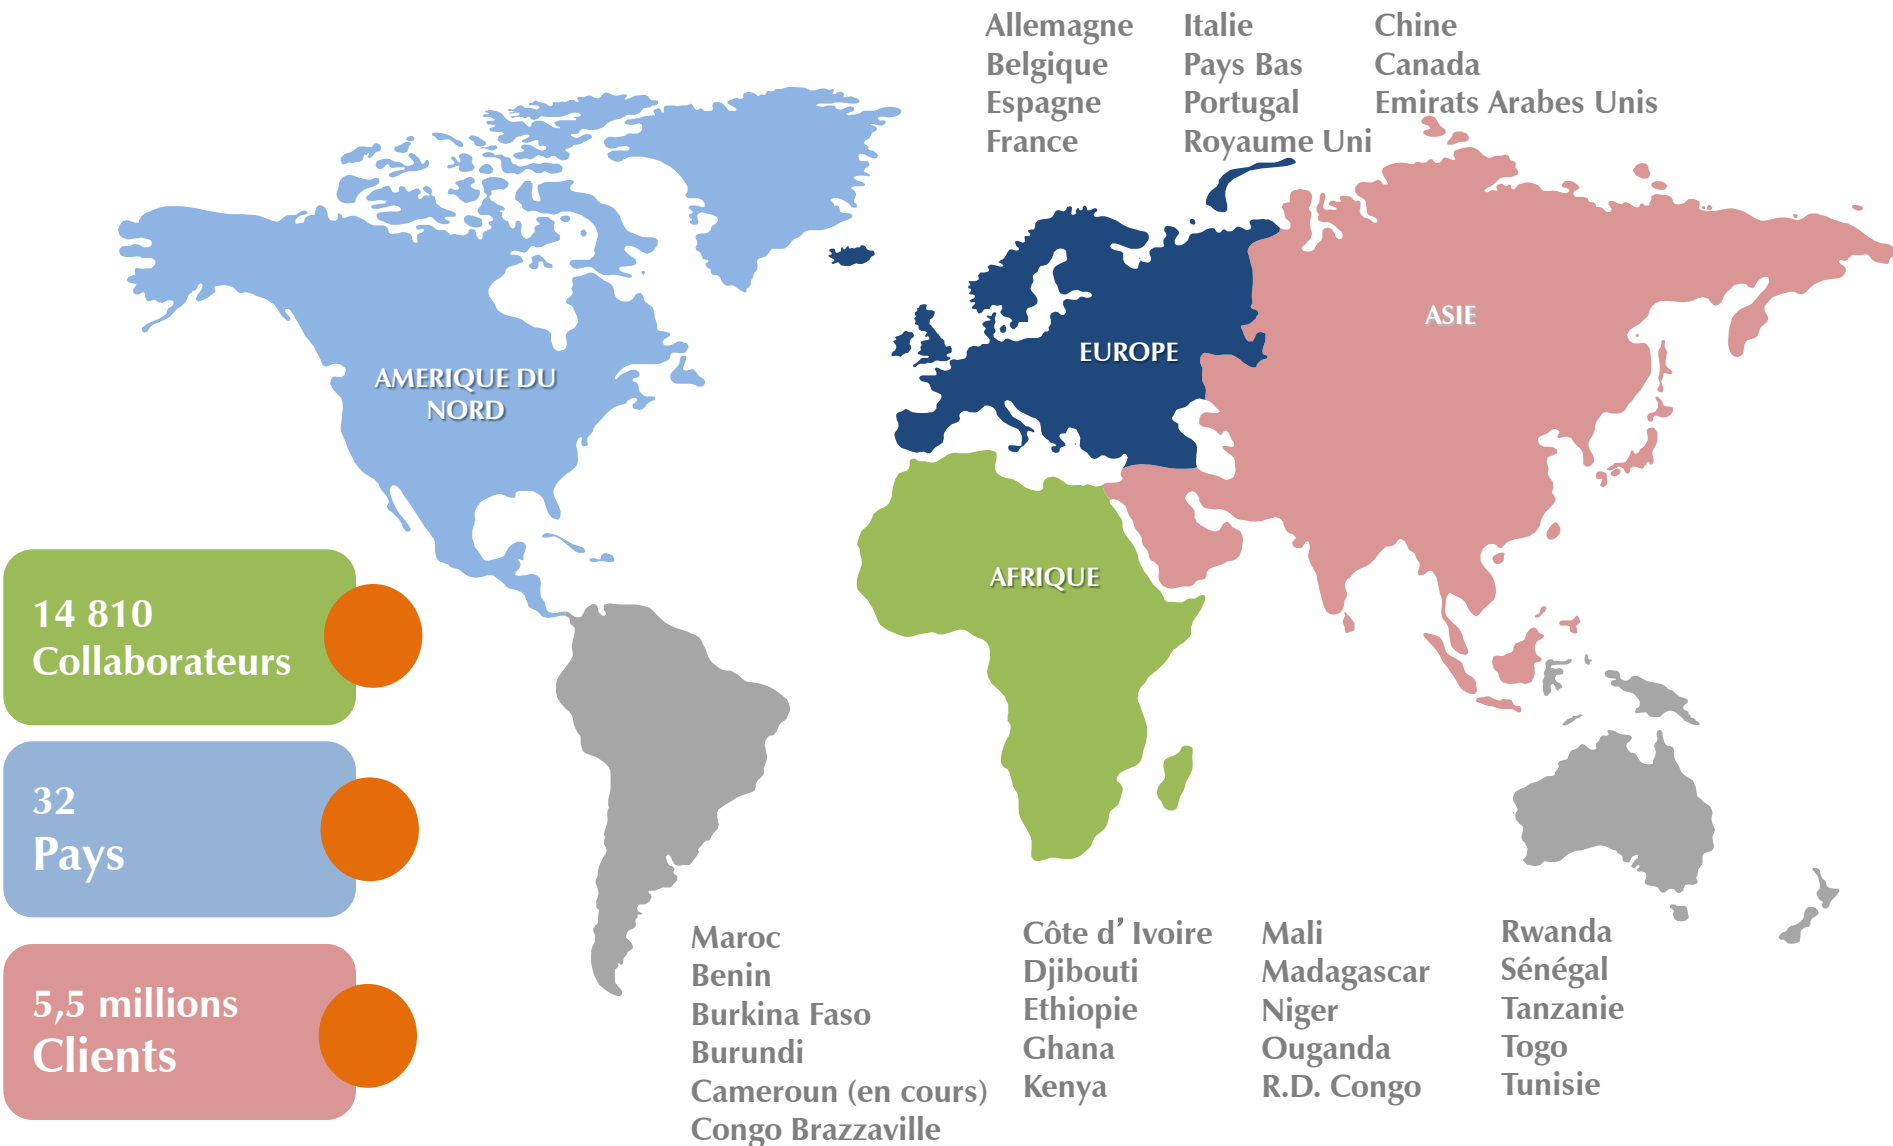 Allemagne
Belgique
Espagne
France
Italie
Pays Bas
Portugal
Royaume Uni
Chine
Canada
Emirats Arabes Unis
AMERIQUE DU
NORD
EUROPE
ASIE
AFRIQUE
14 810
Collaborateurs
32
Pays
5,5 millions
Clients
Maroc
Benin
Burkina Faso
Burundi
Cameroun (en cours)
Congo Brazzaville
Côte d’ Ivoire
Djibouti
Ethiopie
Ghana
Kenya
Mali
Madagascar
Niger
Ouganda
R.D. Congo
Rwanda
Sénégal
Tanzanie
Togo
Tunisie